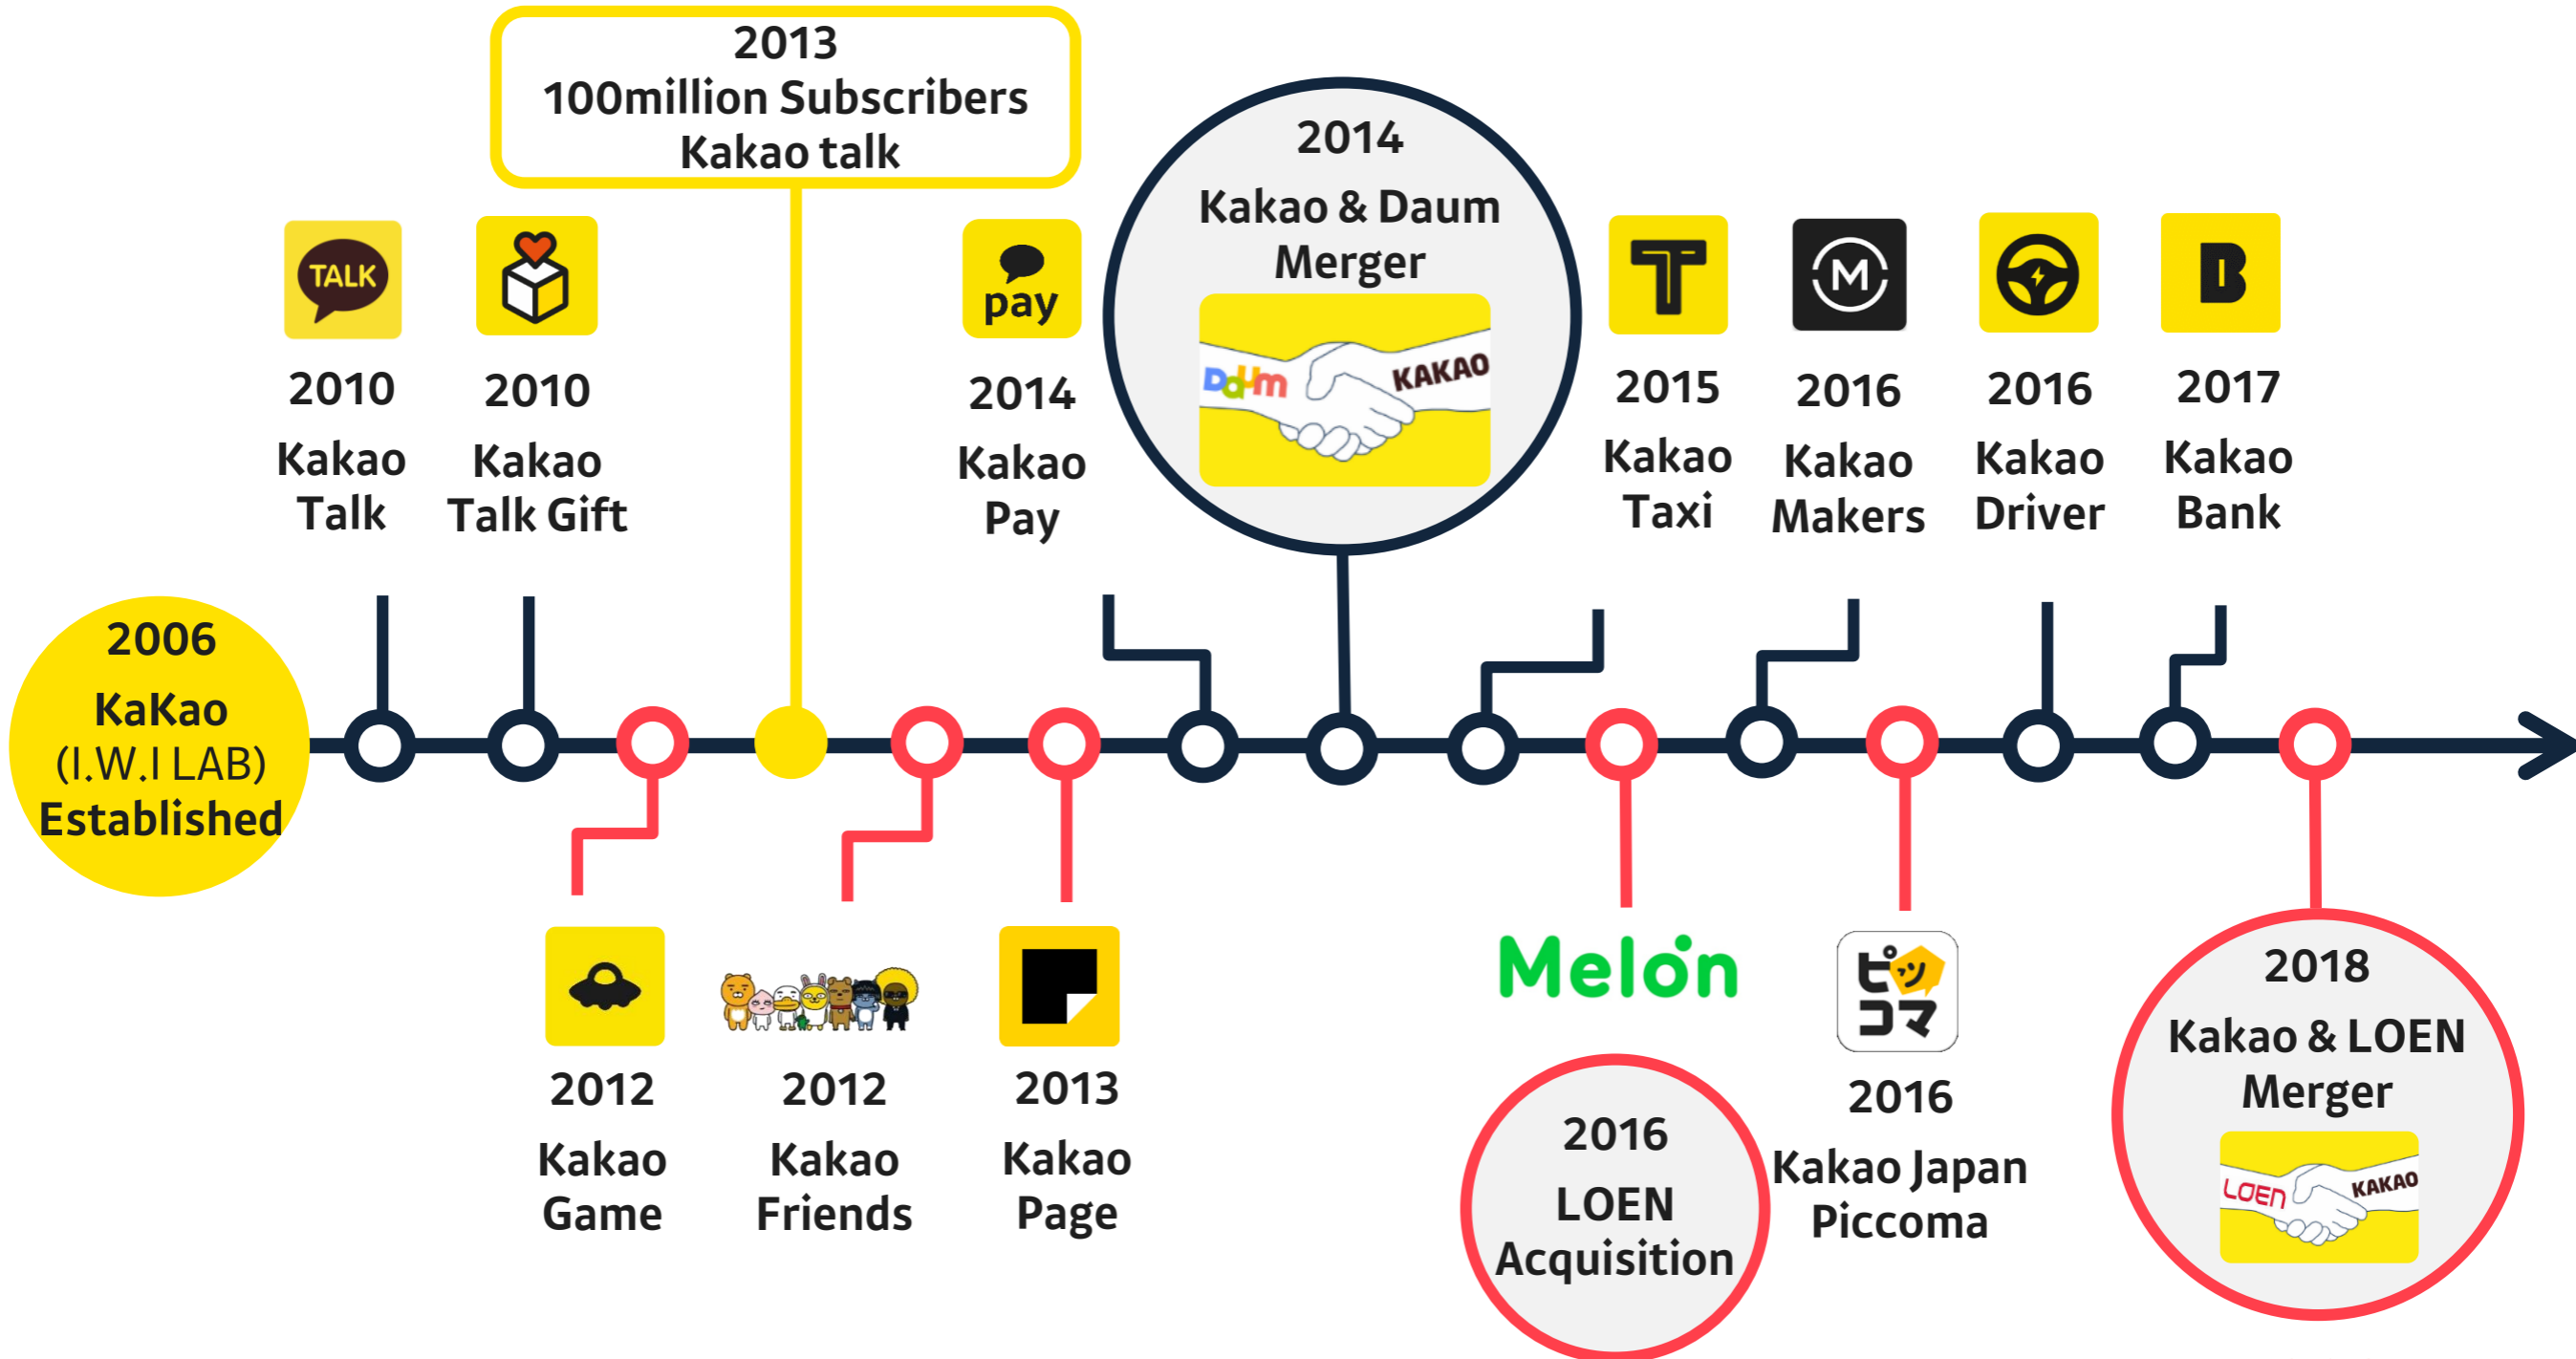 2013
100million Subscribers
Kakao talk
2014
Kakao & Daum
Merger
Daum
KAKAO
TALK
2010
Kakao
Talk
2010
Kakao
Talk Gift
pay
2014
Kakao
Pay
T
2015
Kakao
Taxi
M
2016
Kakao
Makers
2016
Kakao
Driver
B
2017
Kakao
Bank
2006
KaKao
(I.W.I LAB)
Established
2012
Kakao
Game
2012
Kakao
Friends
2013
Kakao
Page
Melon
2016
LOEN
Acquisition
ピッ
コマ
2016
Kakao Japan
Piccoma
2018
Kakao & LOEN
Merger
LOEN
KAKAO